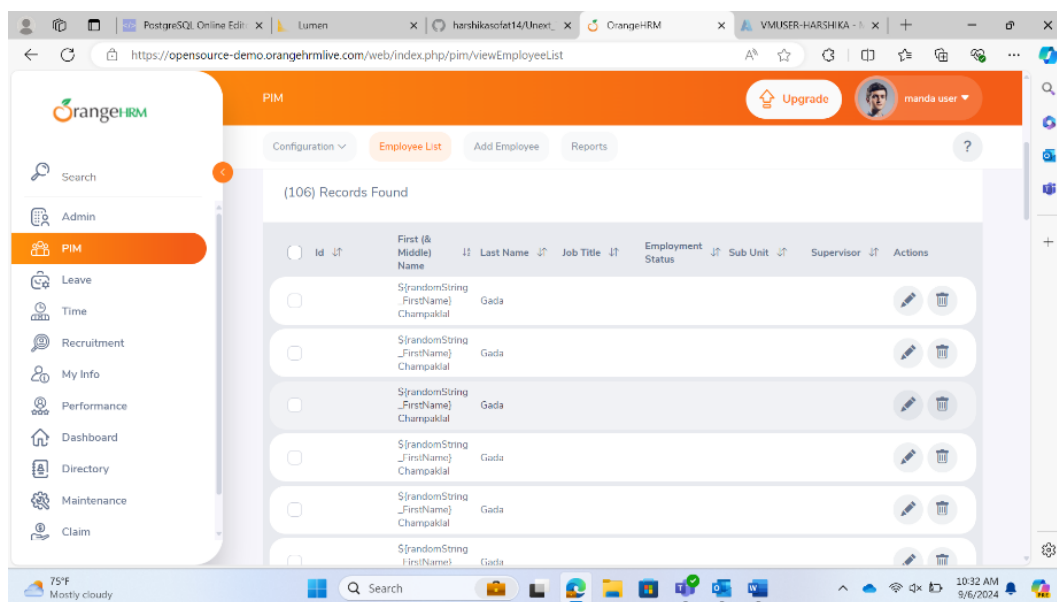 PostgreSQL Online Edit
Lumen
harshikasofat14/Unext_
OrangeHRM
VMUSER-HARSHIKA - M
https://opensource-demo.orangehrmlive.com/web/index.php/pim/viewEmployeeList
OrangeHRM
PIM
Upgrade
manda user
Configuration
Employee List
Add Employee
Reports
?
Search
Admin
PIM
Leave
Time
Recruitment
My Info
Performance
Dashboard
Directory
Maintenance
Claim
(106) Records Found
Id
First (&
Middle)
Name
Last Name
Job Title
Employment
Status
Sub Unit
Supervisor
Actions
${randomString
_FirstName}
Champaklal
Gada
${randomString
_FirstName}
Champaklal
Gada
${randomString
_FirstName}
Champaklal
Gada
${randomString
_FirstName}
Champaklal
Gada
${randomString
_FirstName}
Champaklal
Gada
${randomString
_FirstName}
Gada
75°F
Mostly cloudy
Search
10:32 AM
9/6/2024